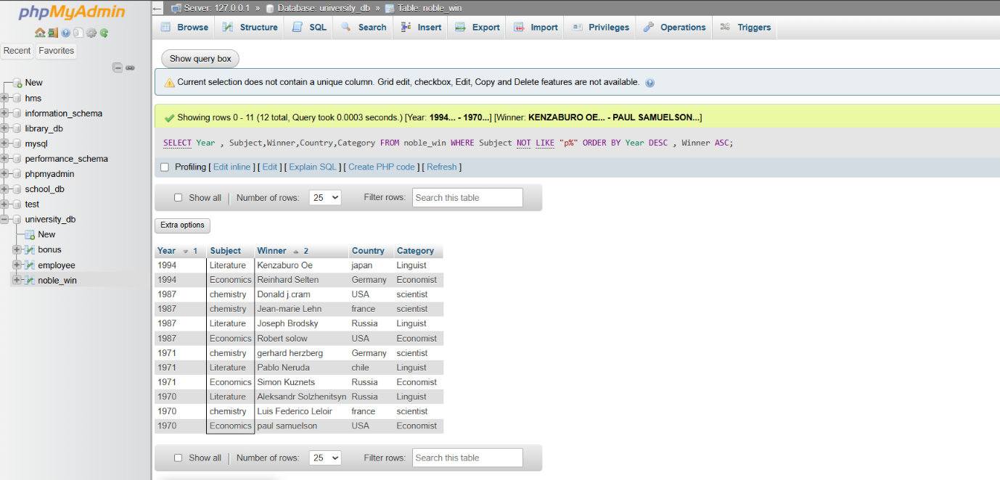 phpMyAdmin
Recent Favorites
New
hms
information_schema
library_db
mysql
performance_schema
phpmyadmin
school_db
test
university_db
New
bonus
employee
noble_win
Server: 127.0.0.1 » Database: university_db » Table: noble_win
Browse Structure SQL Search Insert Export Import Privileges Operations Triggers
Show query box
Current selection does not contain a unique column. Grid edit, checkbox, Edit, Copy and Delete features are not available.
Showing rows 0 - 11 (12 total, Query took 0.0003 seconds.) [Year: 1994... - 1970...] [Winner: KENZABURO OE... - PAUL SAMUELSON...]
SELECT Year , Subject,Winner,Country,Category FROM noble_win WHERE Subject NOT LIKE "p%" ORDER BY Year DESC , Winner ASC;
Profiling [ Edit inline ] [ Edit ] [ Explain SQL ] [ Create PHP code ] [ Refresh ]
Show all Number of rows: 25 Filter rows: Search this table
Extra options
Year 1 Subject Winner 2 Country Category
1994 Literature Kenzaburo Oe japan Linguist
1994 Economics Reinhard Selten Germany Economist
1987 chemistry Donald j.cram USA scientist
1987 chemistry Jean-marie Lehn france scientist
1987 Literature Joseph Brodsky Russia Linguist
1987 Economics Robert solow USA Economist
1971 chemistry gerhard herzberg Germany scientist
1971 Literature Pablo Neruda chile Linguist
1971 Economics Simon Kuznets Russia Economist
1970 Literature Aleksandr Solzhenitsyn Russia Linguist
1970 chemistry Luis Federico Leloir france scientist
1970 Economics paul samuelson USA Economist
Show all Number of rows: 25 Filter rows: Search this table